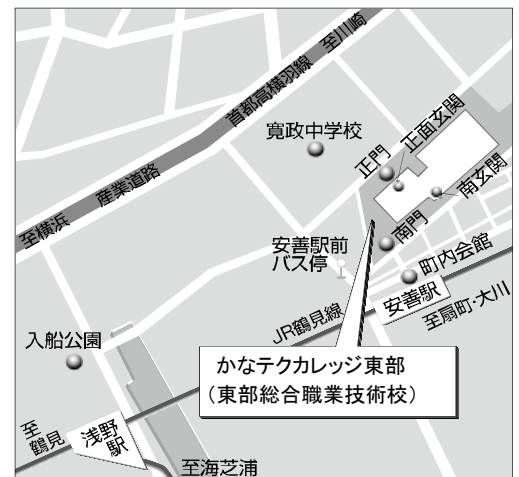 至川崎
首都高横羽線
産業道路
至横浜
寛政中学校
正門
正面玄関
南玄関
南門
町内会館
安善駅前
バス停
安善駅
至扇町・大川
JR鶴見線
入船公園
かなテクカレッジ東部
（東部総合職業技術校）
至
鶴見
浅野
駅
至海芝浦